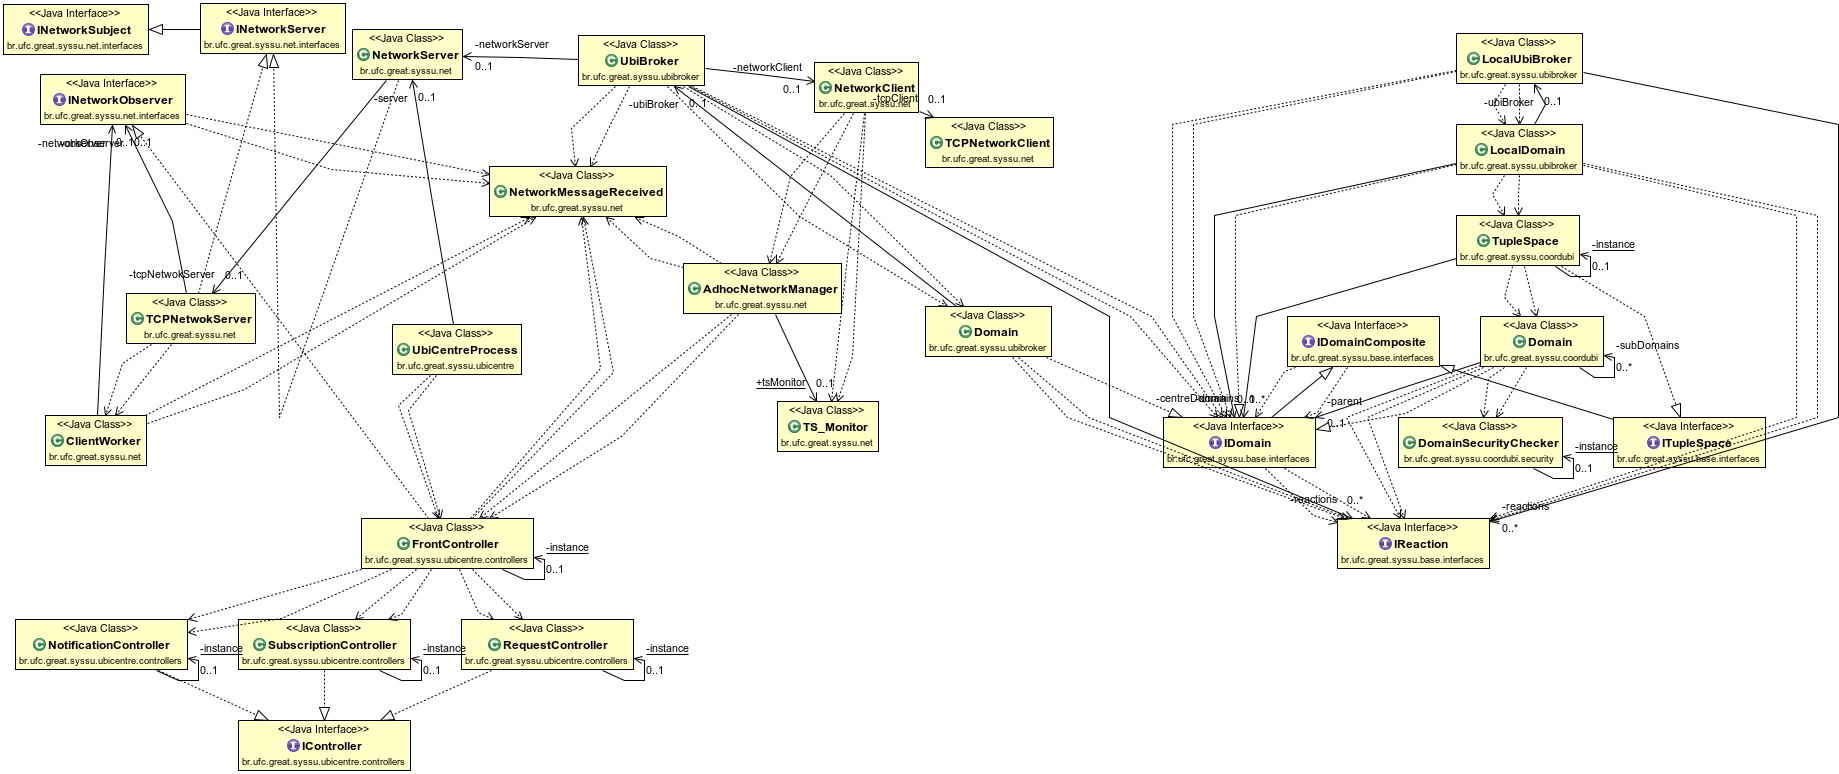 <<Java Interface>>
INetworkSubject
br.ufc.great.syssu.net.interfaces
<<Java Interface>>
INetworkServer
br.ufc.great.syssu.net.interfaces
<<Java Class>>
NetworkServer
br.ufc.great.syssu.net
-networkServer
0..1
<<Java Class>>
UbiBroker
br.ufc.great.syssu.ubibroker
-networkClient
0..1
<<Java Class>>
NetworkClient
br.ufc.great.syssu.net
-tcpClient
0..1
<<Java Class>>
TCPNetworkClient
br.ufc.great.syssu.net
<<Java Class>>
LocalUbiBroker
br.ufc.great.syssu.ubibroker
-ubiBroker
0..1
<<Java Class>>
LocalDomain
br.ufc.great.syssu.ubibroker
<<Java Interface>>
INetworkObserver
br.ufc.great.syssu.net.interfaces
-server
0..1
-ubiBroker
0..1
-networkObserver
0..1
0..1
<<Java Class>>
NetworkMessageReceived
br.ufc.great.syssu.net
<<Java Class>>
TupleSpace
br.ufc.great.syssu.coordubi
-instance
0..1
-tcpNetwokServer
0..1
<<Java Class>>
TCPNetwokServer
br.ufc.great.syssu.net
<<Java Class>>
AdhocNetworkManager
br.ufc.great.syssu.net
<<Java Class>>
UbiCentreProcess
br.ufc.great.syssu.ubicentre
<<Java Class>>
Domain
br.ufc.great.syssu.ubibroker
<<Java Interface>>
IDomainComposite
br.ufc.great.syssu.base.interfaces
<<Java Class>>
Domain
br.ufc.great.syssu.coordubi
-subDomains
0..*
+tsMonitor
0..1
<<Java Class>>
TS_Monitor
br.ufc.great.syssu.net
-parent
0..1
0..*
<<Java Interface>>
IDomain
br.ufc.great.syssu.base.interfaces
<<Java Class>>
DomainSecurityChecker
br.ufc.great.syssu.coordubi.security
-instance
0..1
<<Java Interface>>
ITupleSpace
br.ufc.great.syssu.base.interfaces
<<Java Class>>
ClientWorker
br.ufc.great.syssu.net
-reactions
0..*
-reactions
0..*
<<Java Interface>>
IReaction
br.ufc.great.syssu.base.interfaces
<<Java Class>>
FrontController
br.ufc.great.syssu.ubicentre.controllers
-instance
0..1
<<Java Class>>
NotificationController
br.ufc.great.syssu.ubicentre.controllers
-instance
0..1
<<Java Class>>
SubscriptionController
br.ufc.great.syssu.ubicentre.controllers
-instance
0..1
<<Java Class>>
RequestController
br.ufc.great.syssu.ubicentre.controllers
-instance
0..1
<<Java Interface>>
IController
br.ufc.great.syssu.ubicentre.controllers